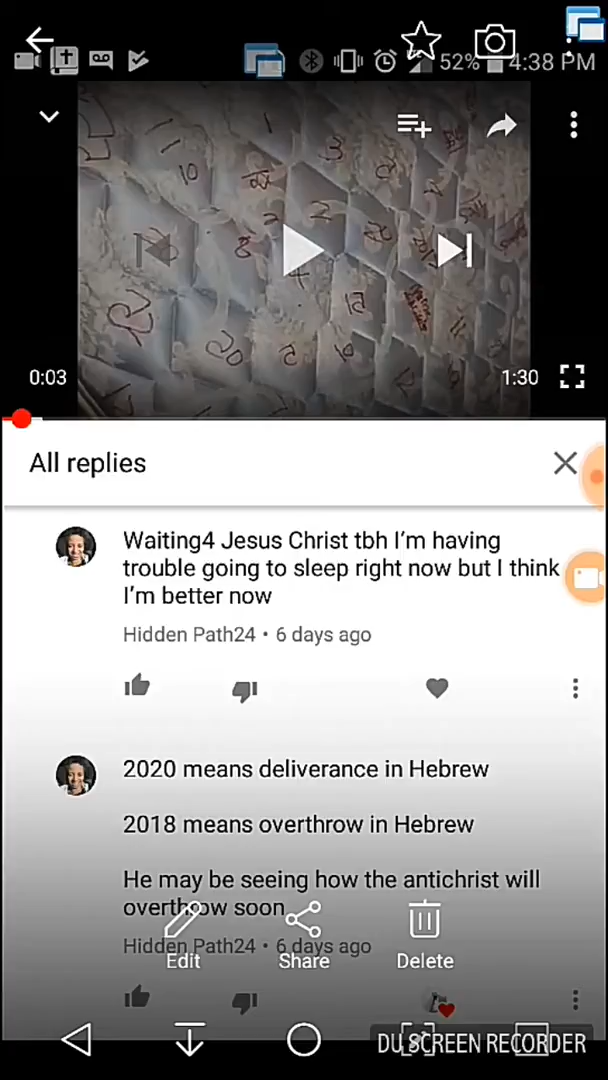 52% 4:38 PM
0:03
1:30
All replies
Waiting4 Jesus Christ tbh I'm having
trouble going to sleep right now but I think
I'm better now
Hidden Path24 • 6 days ago
2020 means deliverance in Hebrew
2018 means overthrow in Hebrew
He may be seeing how the antichrist will
overthrow soon
Hidden Path24 • 6 days ago
Edit Share Delete
DU SCREEN RECORDER